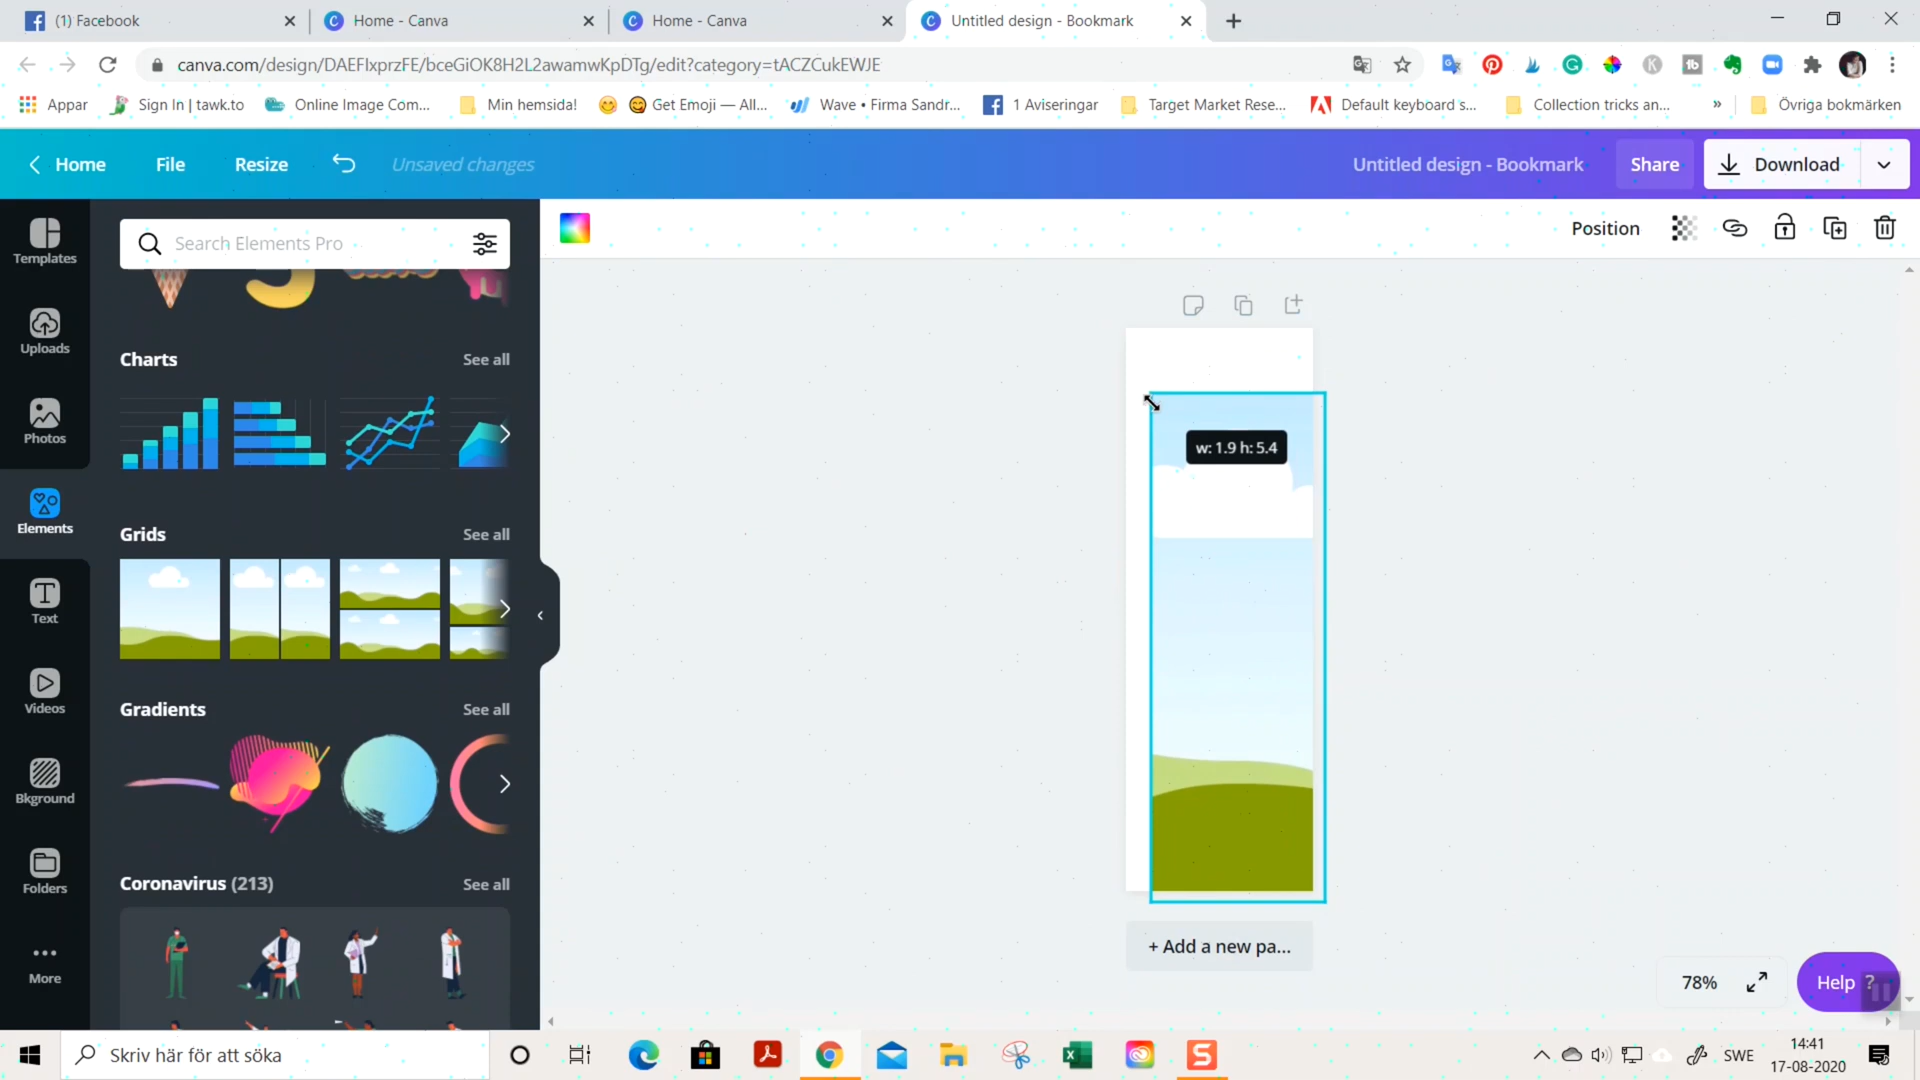 (1) Facebook
Home - Canva
Home - Canva
Untitled design - Bookmark
canva.com/design/DAEFIxprzFE/bceGiOK8H2L2awamwKpDTg/edit?category=tACZCukEWJE
Appar
Sign In | tawk.to
Online Image Com...
Min hemsida!
Get Emoji — All...
Wave • Firma Sandr...
1 Aviseringar
Target Market Rese...
Default keyboard s...
Collection tricks an...
»
Övriga bokmärken
Home
File
Resize
Unsaved changes
Untitled design - Bookmark
Share
Download
Templates
Uploads
Photos
Elements
Text
Videos
Bkground
Folders
More
Search Elements Pro
Charts
See all
Grids
See all
Gradients
See all
Coronavirus (213)
See all
Position
w: 1.9 h: 5.4
+ Add a new pa...
78%
Help ?
Skriv här för att söka
SWE
14:41
17-08-2020